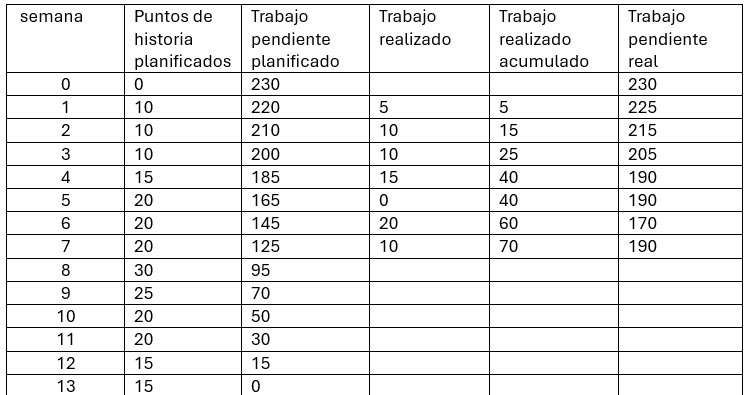 semana Puntos de historia planificados Trabajo pendiente planificado Trabajo realizado Trabajo realizado acumulado Trabajo pendiente real
0 0 230 230
1 10 220 5 5 225
2 10 210 10 15 215
3 10 200 10 25 205
4 15 185 15 40 190
5 20 165 0 40 190
6 20 145 20 60 170
7 20 125 10 70 190
8 30 95
9 25 70
10 20 50
11 20 30
12 15 15
13 15 0